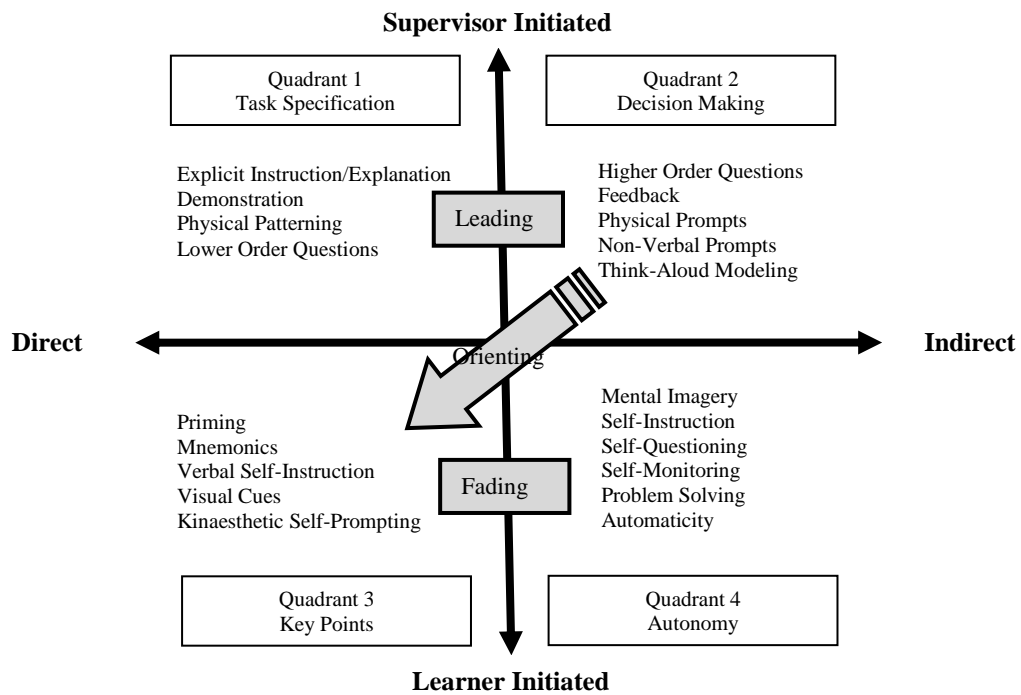 Supervisor Initiated
Quadrant 1
Task Specification
Quadrant 2
Decision Making
Explicit Instruction/Explanation
Demonstration
Physical Patterning
Lower Order Questions
Leading
Higher Order Questions
Feedback
Physical Prompts
Non-Verbal Prompts
Think-Aloud Modeling
Direct
Orienting
Indirect
Priming
Mnemonics
Verbal Self-Instruction
Visual Cues
Kinaesthetic Self-Prompting
Fading
Mental Imagery
Self-Instruction
Self-Questioning
Self-Monitoring
Problem Solving
Automaticity
Quadrant 3
Key Points
Quadrant 4
Autonomy
Learner Initiated